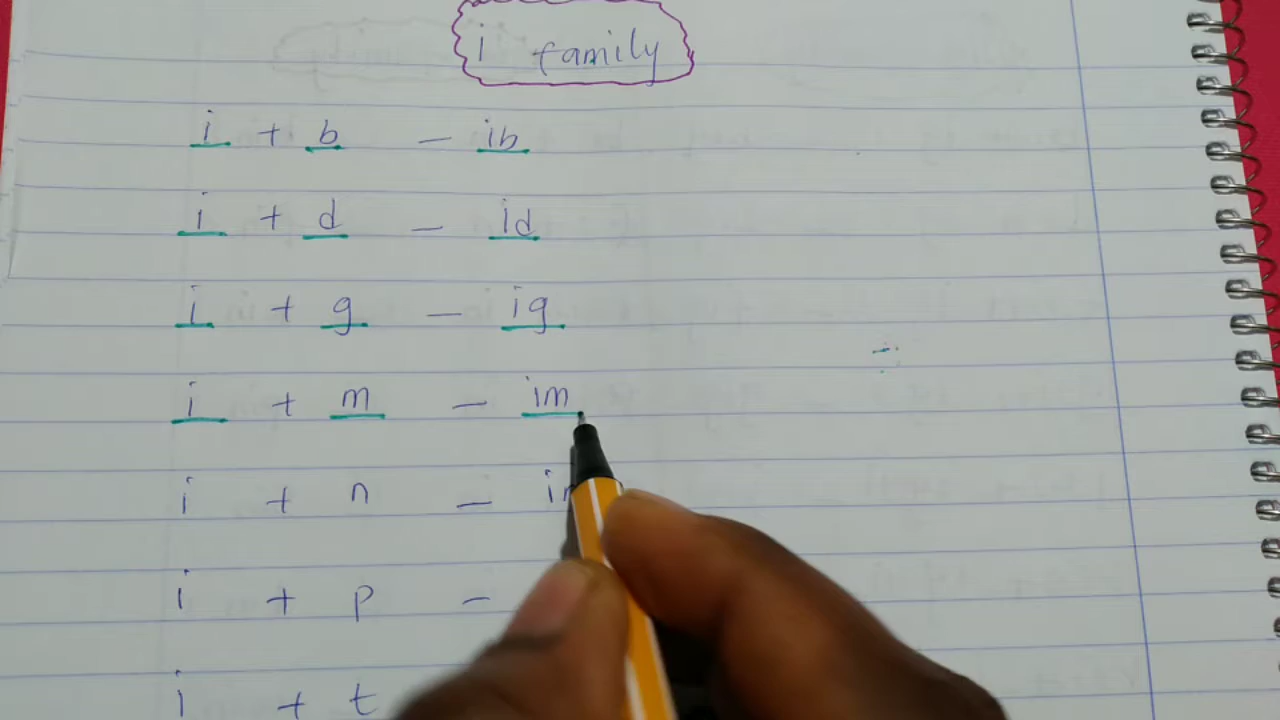 i family
i + b - ib
i + d - id
i + g - ig
i + m - im
i + n -
i + p -
i + t